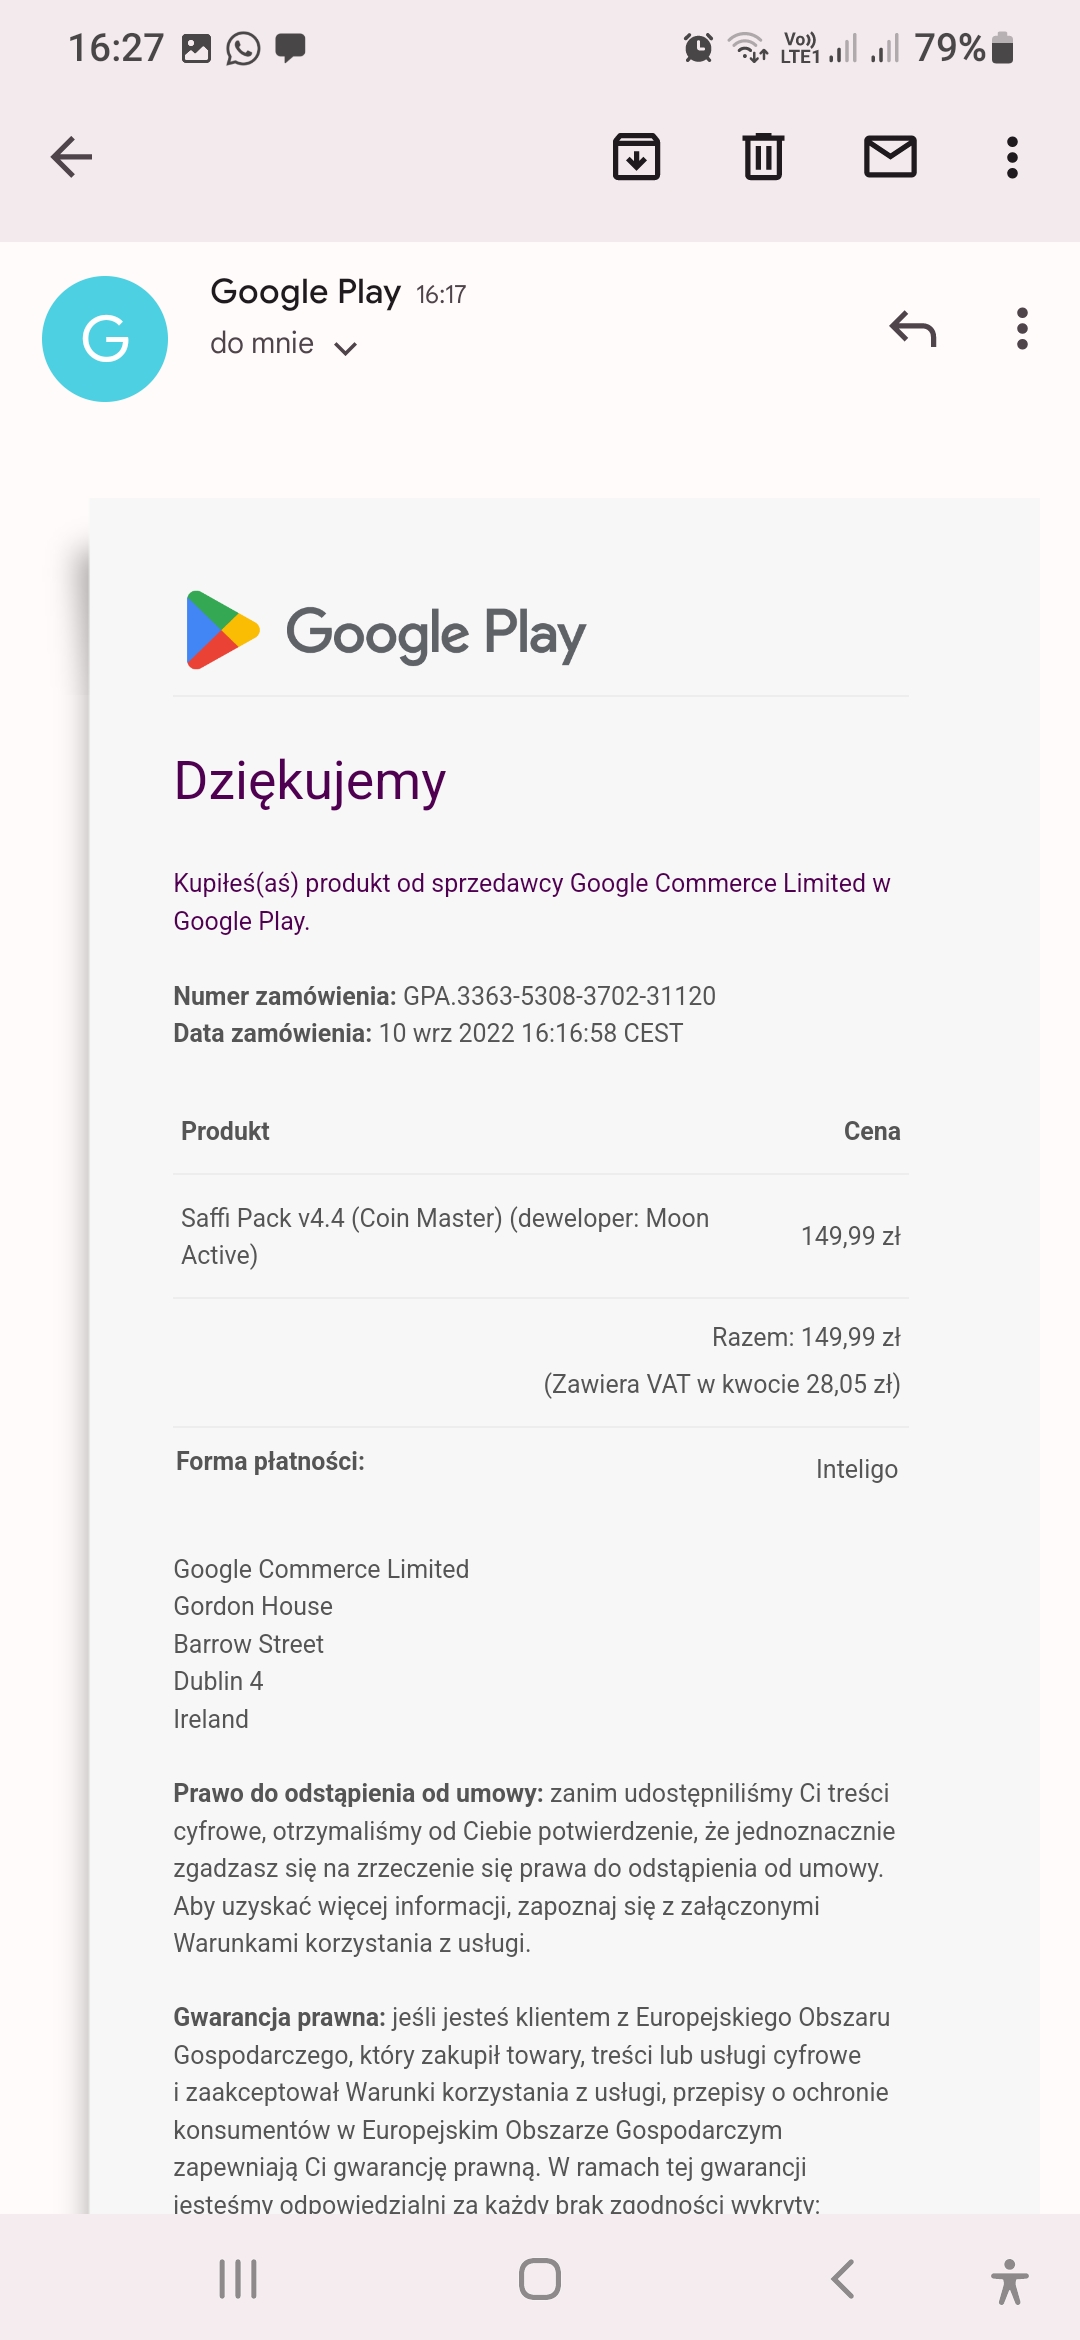 16:27
Vo)) LTE1
79%
Google Play 16:17
do mnie
G
Google Play
Dziękujemy
Kupiłeś(aś) produkt od sprzedawcy Google Commerce Limited w
Google Play.
Numer zamówienia: GPA.3363-5308-3702-31120
Data zamówienia: 10 wrz 2022 16:16:58 CEST
Produkt Cena
Saffi Pack v4.4 (Coin Master) (deweloper: Moon
Active) 149,99 zł
Razem: 149,99 zł
(Zawiera VAT w kwocie 28,05 zł)
Forma płatności: Inteligo
Google Commerce Limited
Gordon House
Barrow Street
Dublin 4
Ireland
Prawo do odstąpienia od umowy: zanim udostępniliśmy Ci treści
cyfrowe, otrzymaliśmy od Ciebie potwierdzenie, że jednoznacznie
zgadzasz się na zrzeczenie się prawa do odstąpienia od umowy.
Aby uzyskać więcej informacji, zapoznaj się z załączonymi
Warunkami korzystania z usługi.
Gwarancja prawna: jeśli jesteś klientem z Europejskiego Obszaru
Gospodarczego, który zakupił towary, treści lub usługi cyfrowe
i zaakceptował Warunki korzystania z usługi, przepisy o ochronie
konsumentów w Europejskim Obszarze Gospodarczym
zapewniają Ci gwarancję prawną. W ramach tej gwarancji
jesteśmy odpowiedzialni za każdy brak zgodności wykryty: